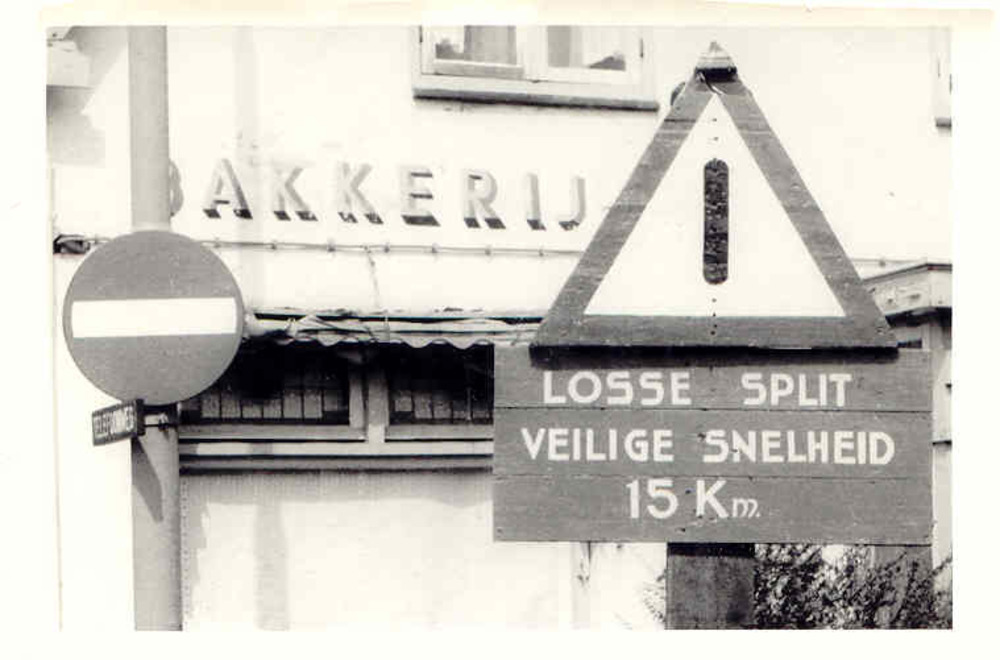 BAKKERIJ
LOSSE SPLIT
VEILIGE SNELHEID
15 Km.